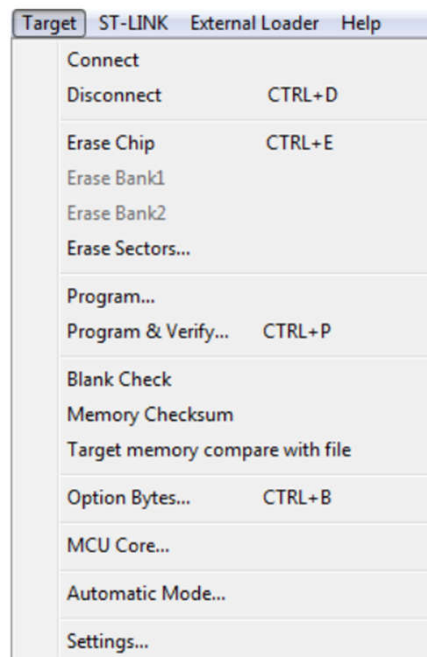 Target ST-LINK External Loader Help
Connect
Disconnect CTRL+D
Erase Chip CTRL+E
Erase Bank1
Erase Bank2
Erase Sectors...
Program...
Program & Verify... CTRL+P
Blank Check
Memory Checksum
Target memory compare with file
Option Bytes... CTRL+B
MCU Core...
Automatic Mode...
Settings...